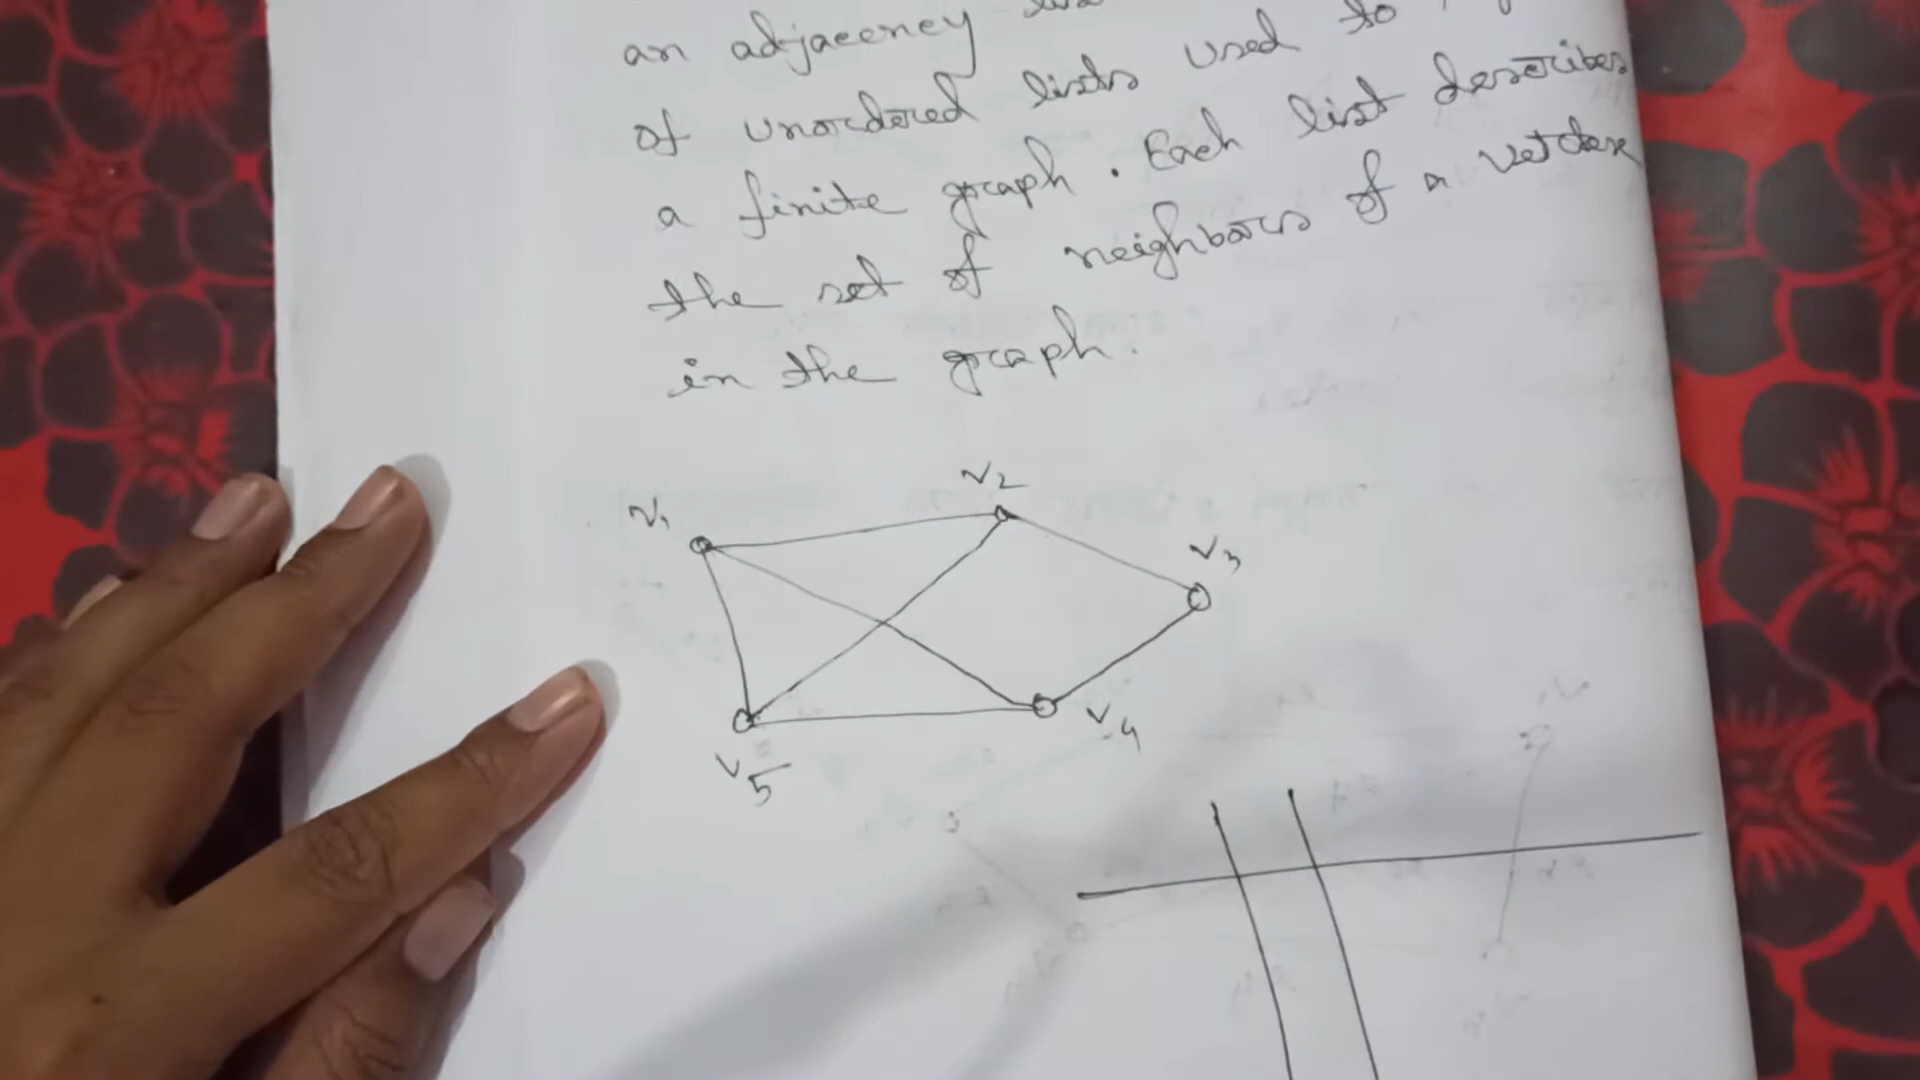 an adjacency
of unordered lists used to
a finite graph. Each list describes
the set of neighbors of a vetdex
in the graph.
V1
V2
V3
V4
V5